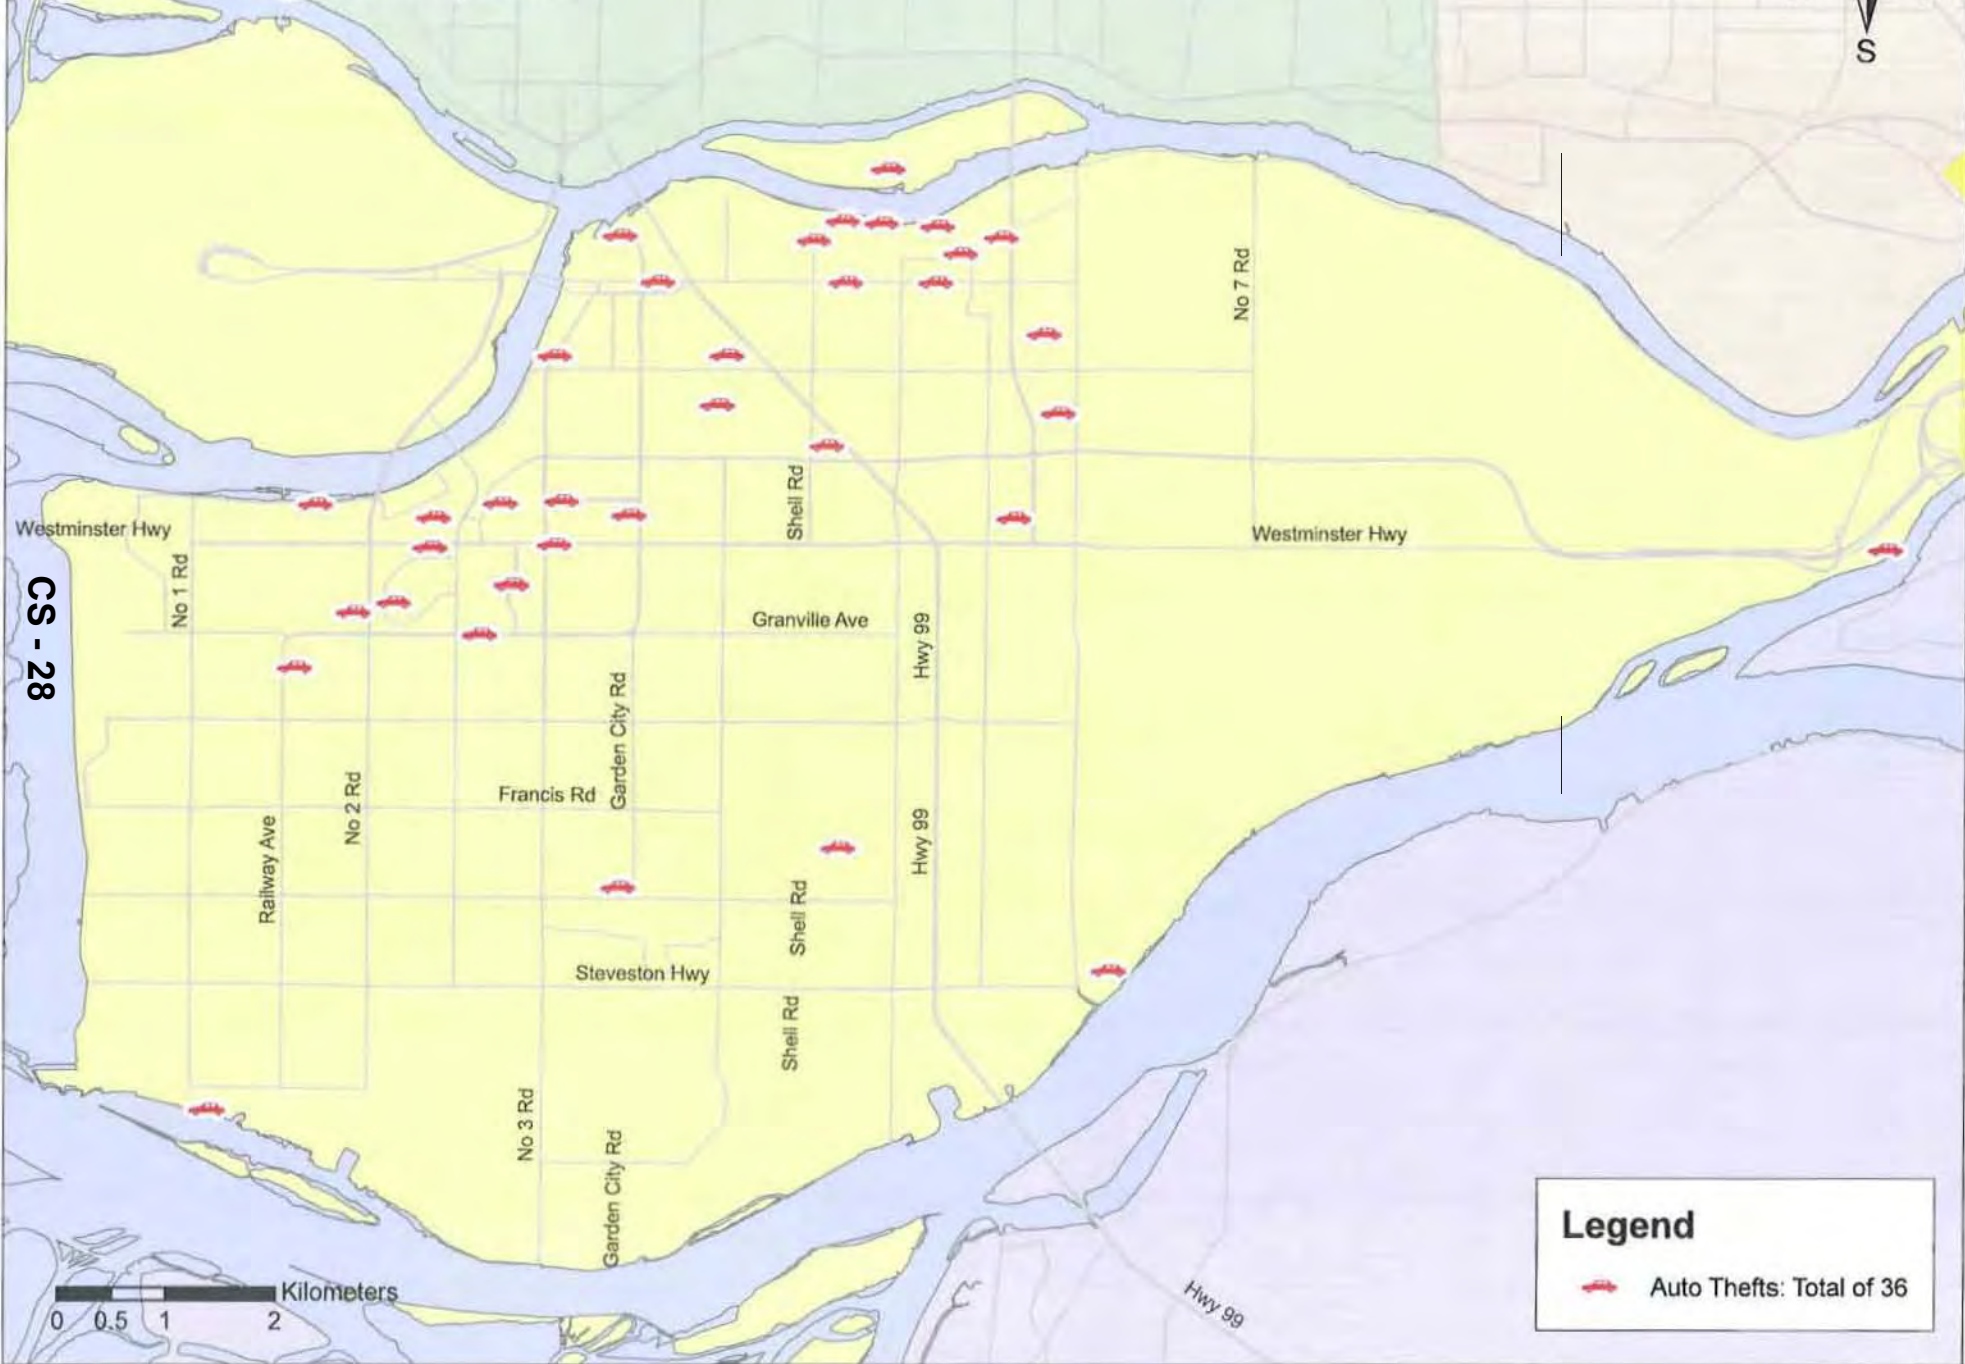 S
No 7 Rd
Shell Rd
Westminster Hwy
Westminster Hwy
No 1 Rd
CS - 28
Granville Ave
Hwy 99
Garden City Rd
No 2 Rd
Francis Rd
Railway Ave
Hwy 99
Shell Rd
Steveston Hwy
Shell Rd
No 3 Rd
Garden City Rd
Legend
Auto Thefts: Total of 36
Kilometers
0 0.5 1 2
Hwy 99